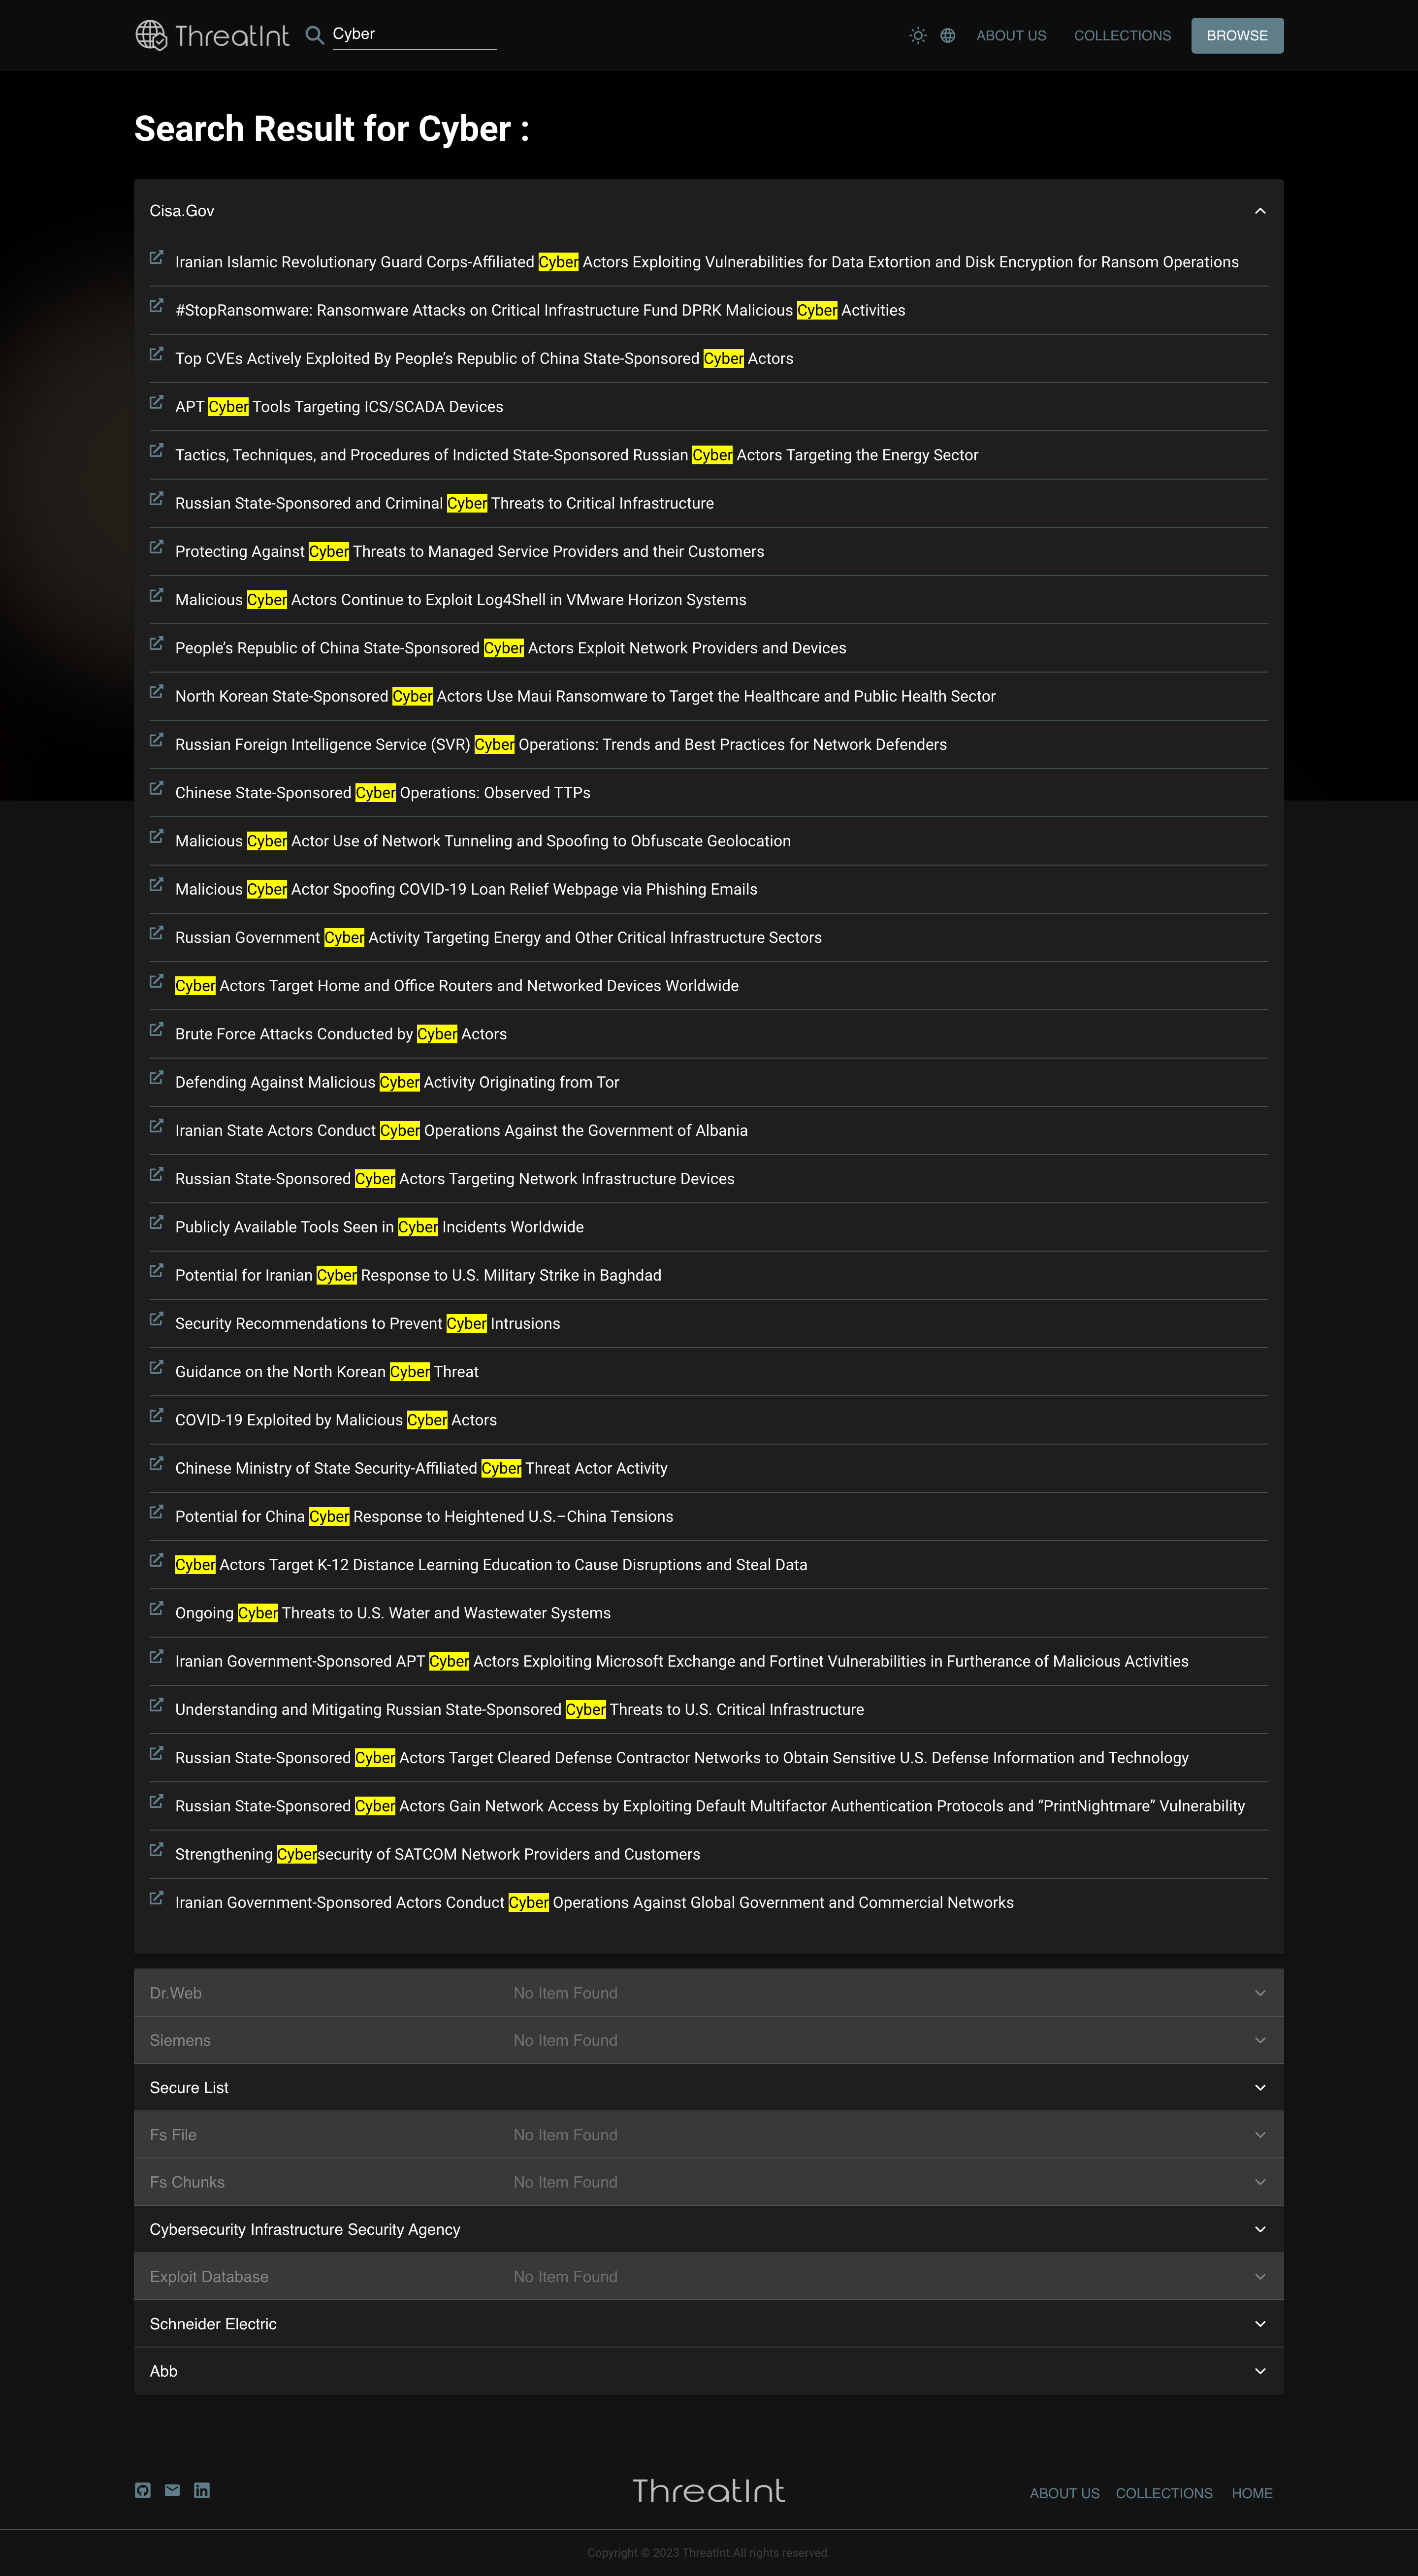 ThreatInt
Cyber
ABOUT US
COLLECTIONS
BROWSE
Search Result for Cyber :
Cisa.Gov
Iranian Islamic Revolutionary Guard Corps-Affiliated Cyber Actors Exploiting Vulnerabilities for Data Extortion and Disk Encryption for Ransom Operations
#StopRansomware: Ransomware Attacks on Critical Infrastructure Fund DPRK Malicious Cyber Activities
Top CVEs Actively Exploited By People’s Republic of China State-Sponsored Cyber Actors
APT Cyber Tools Targeting ICS/SCADA Devices
Tactics, Techniques, and Procedures of Indicted State-Sponsored Russian Cyber Actors Targeting the Energy Sector
Russian State-Sponsored and Criminal Cyber Threats to Critical Infrastructure
Protecting Against Cyber Threats to Managed Service Providers and their Customers
Malicious Cyber Actors Continue to Exploit Log4Shell in VMware Horizon Systems
People’s Republic of China State-Sponsored Cyber Actors Exploit Network Providers and Devices
North Korean State-Sponsored Cyber Actors Use Maui Ransomware to Target the Healthcare and Public Health Sector
Russian Foreign Intelligence Service (SVR) Cyber Operations: Trends and Best Practices for Network Defenders
Chinese State-Sponsored Cyber Operations: Observed TTPs
Malicious Cyber Actor Use of Network Tunneling and Spoofing to Obfuscate Geolocation
Malicious Cyber Actor Spoofing COVID-19 Loan Relief Webpage via Phishing Emails
Russian Government Cyber Activity Targeting Energy and Other Critical Infrastructure Sectors
Cyber Actors Target Home and Office Routers and Networked Devices Worldwide
Brute Force Attacks Conducted by Cyber Actors
Defending Against Malicious Cyber Activity Originating from Tor
Iranian State Actors Conduct Cyber Operations Against the Government of Albania
Russian State-Sponsored Cyber Actors Targeting Network Infrastructure Devices
Publicly Available Tools Seen in Cyber Incidents Worldwide
Potential for Iranian Cyber Response to U.S. Military Strike in Baghdad
Security Recommendations to Prevent Cyber Intrusions
Guidance on the North Korean Cyber Threat
COVID-19 Exploited by Malicious Cyber Actors
Chinese Ministry of State Security-Affiliated Cyber Threat Actor Activity
Potential for China Cyber Response to Heightened U.S.–China Tensions
Cyber Actors Target K-12 Distance Learning Education to Cause Disruptions and Steal Data
Ongoing Cyber Threats to U.S. Water and Wastewater Systems
Iranian Government-Sponsored APT Cyber Actors Exploiting Microsoft Exchange and Fortinet Vulnerabilities in Furtherance of Malicious Activities
Understanding and Mitigating Russian State-Sponsored Cyber Threats to U.S. Critical Infrastructure
Russian State-Sponsored Cyber Actors Target Cleared Defense Contractor Networks to Obtain Sensitive U.S. Defense Information and Technology
Russian State-Sponsored Cyber Actors Gain Network Access by Exploiting Default Multifactor Authentication Protocols and “PrintNightmare” Vulnerability
Strengthening Cybersecurity of SATCOM Network Providers and Customers
Iranian Government-Sponsored Actors Conduct Cyber Operations Against Global Government and Commercial Networks
Dr.Web No Item Found
Siemens No Item Found
Secure List
Fs File No Item Found
Fs Chunks No Item Found
Cybersecurity Infrastructure Security Agency
Exploit Database No Item Found
Schneider Electric
Abb
ThreatInt
ABOUT US
COLLECTIONS
HOME
Copyright © 2023 ThreatInt.All rights reserved.